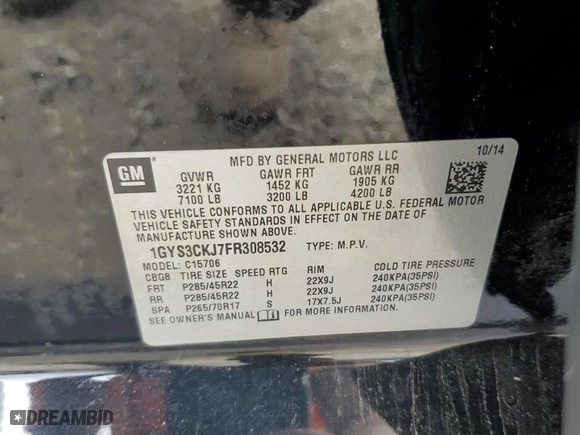 GM
MFD BY GENERAL MOTORS LLC
10/14
GVWR GAWR FRT GAWR RR
3221 KG 1452 KG 1905 KG
7100 LB 3200 LB 4200 LB
THIS VEHICLE CONFORMS TO ALL APPLICABLE U.S. FEDERAL MOTOR
VEHICLE SAFETY STANDARDS IN EFFECT ON THE DATE OF
MANUFACTURE SHOWN ABOVE.
1GYS3CKJ7FR308532 TYPE: M.P.V.
MODEL: C15706
CBGB TIRE SIZE SPEED RTG RIM COLD TIRE PRESSURE
FRT P285/45R22 H 22X9J 240KPA(35PSI)
RR P285/45R22 H 22X9J 240KPA(35PSI)
SPA P265/70R17 S 17X7.5J 240KPA(35PSI)
SEE OWNER'S MANUAL FOR MORE INFORMATION.
DREAMBID